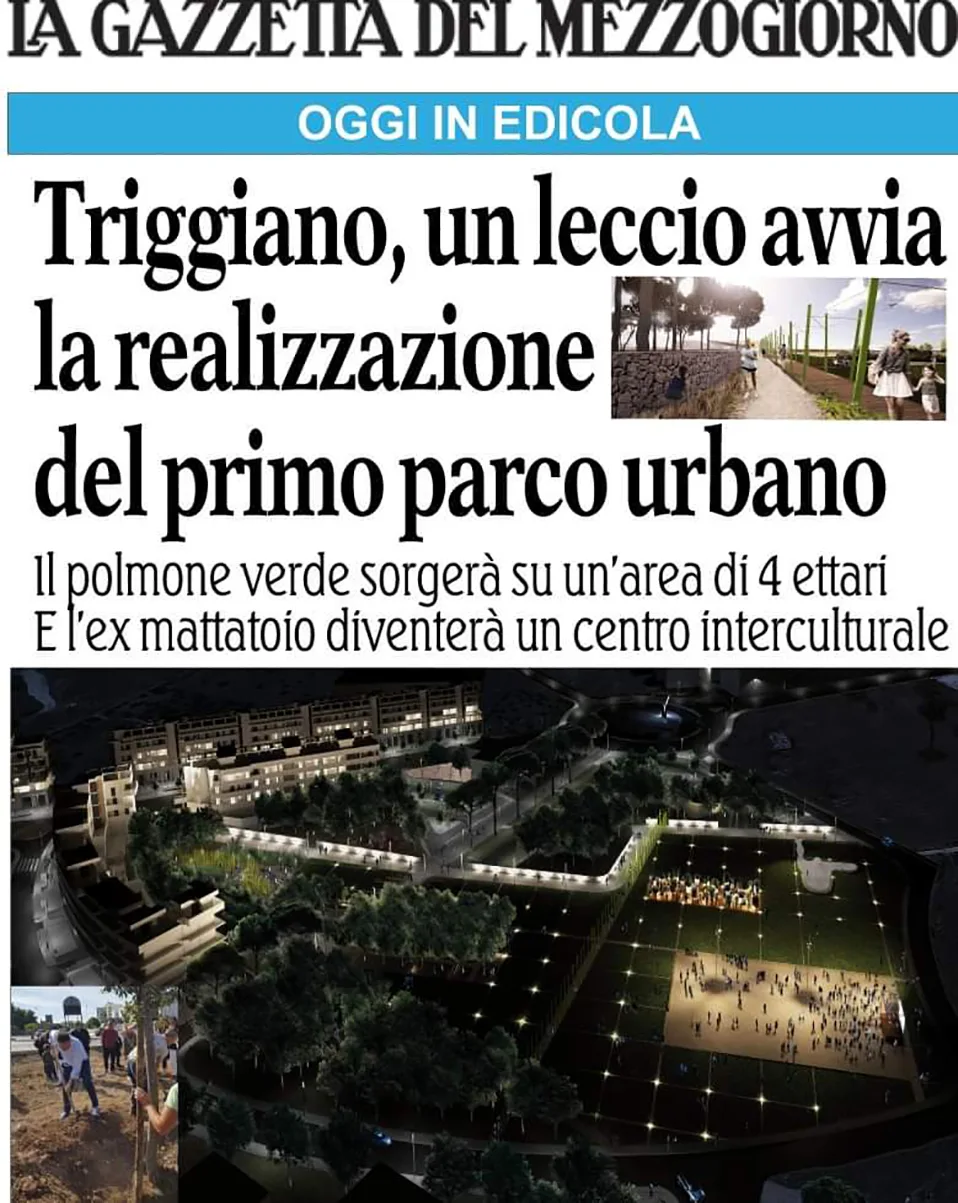 LA GAZZETTA DEL MEZZOGIORNO
OGGI IN EDICOLA
Triggiano, un leccio avvia
la realizzazione
del primo parco urbano
Il polmone verde sorgerà su un'area di 4 ettari
E l'ex mattatoio diventerà un centro interculturale